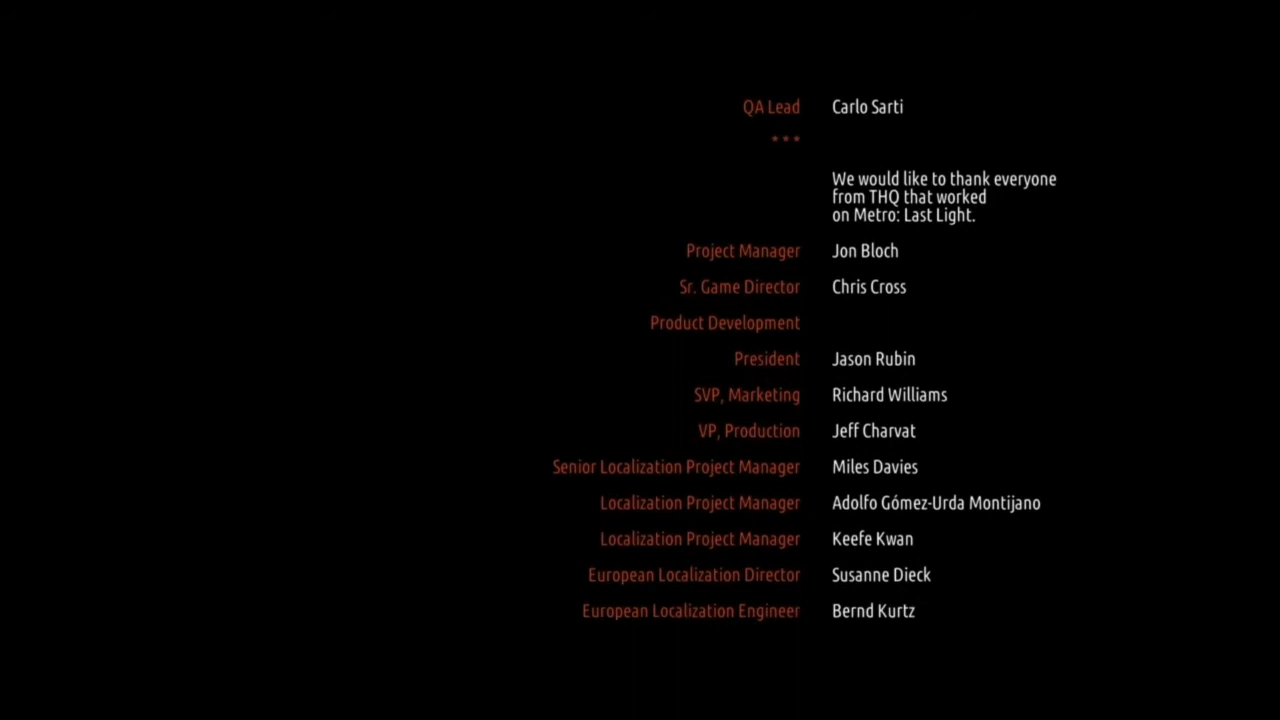 QA Lead Carlo Sarti
* * *
We would like to thank everyone
from THQ that worked
on Metro: Last Light.
Project Manager Jon Bloch
Sr. Game Director Chris Cross
Product Development
President Jason Rubin
SVP, Marketing Richard Williams
VP, Production Jeff Charvat
Senior Localization Project Manager Miles Davies
Localization Project Manager Adolfo Gómez-Urda Montijano
Localization Project Manager Keefe Kwan
European Localization Director Susanne Dieck
European Localization Engineer Bernd Kurtz